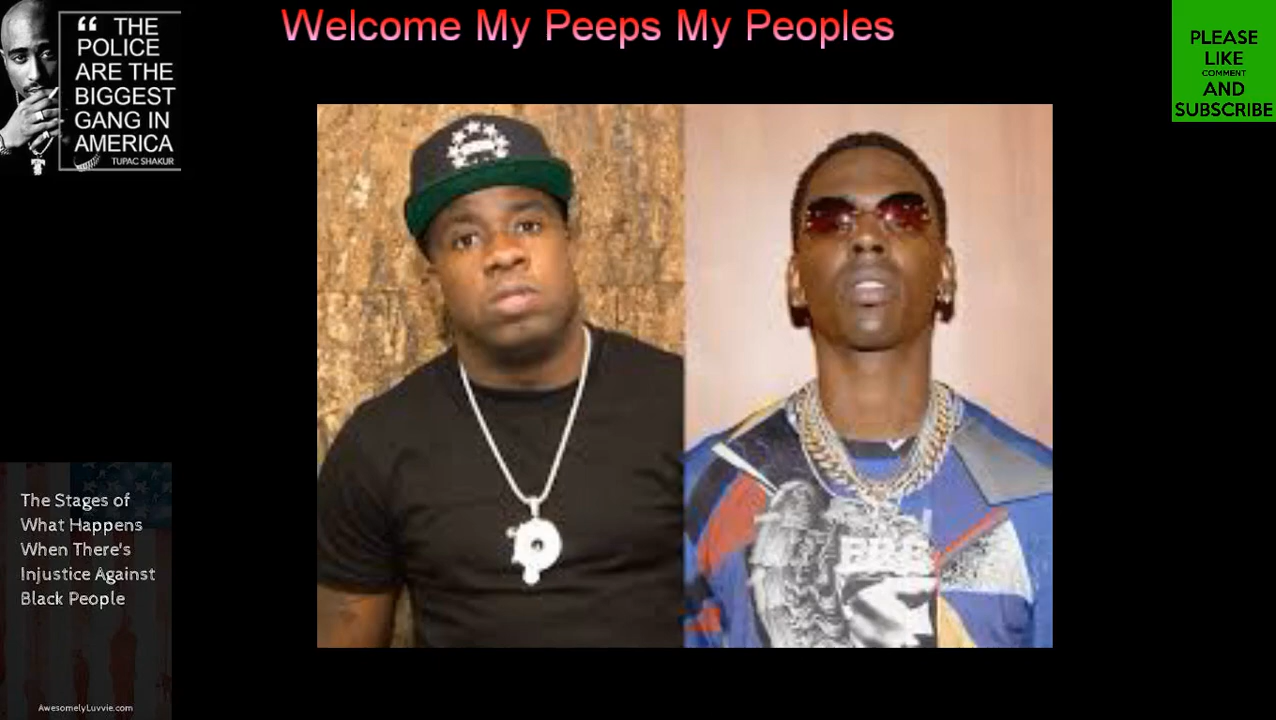 Welcome My Peeps My Peoples
“ THE
POLICE
ARE THE
BIGGEST
GANG IN
AMERICA
TUPAC SHAKUR
PLEASE
LIKE
COMMENT
AND
SUBSCRIBE
The Stages of
What Happens
When There's
Injustice Against
Black People
AwesomelyLuvvie.com